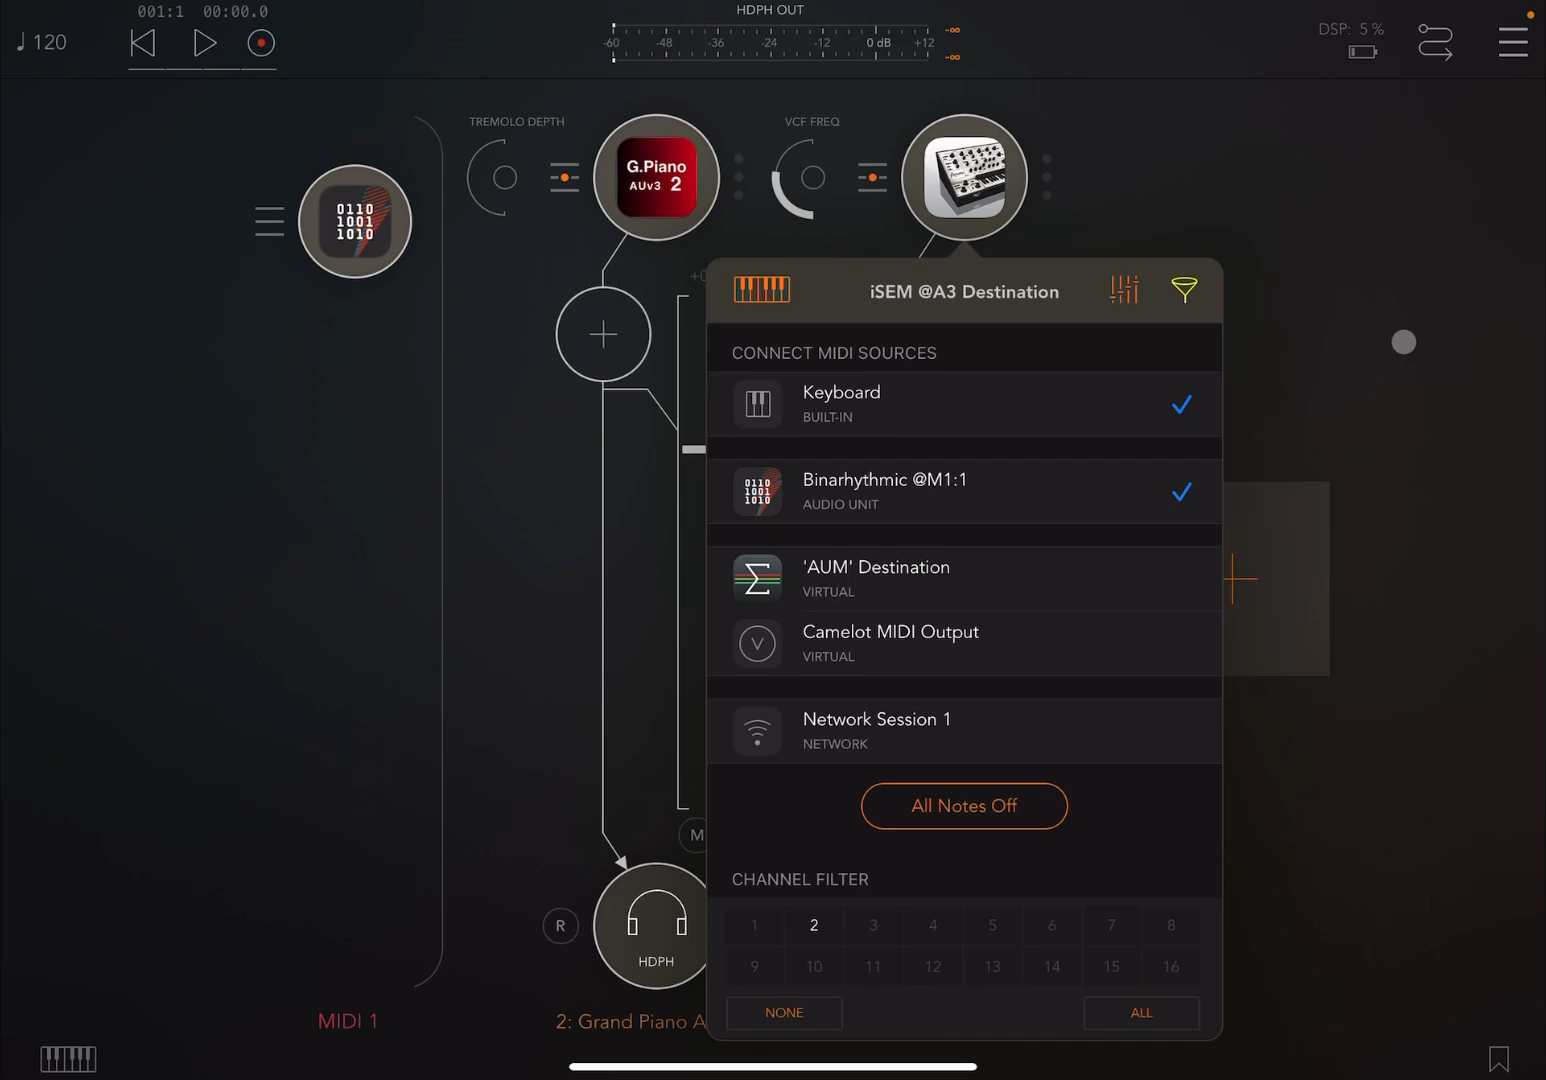 HDPH OUT
001:1 00:00.0
120
-60 -48 -36 -24 -12 0 dB +12
-∞
-∞
DSP: 5 %
TREMOLO DEPTH
VCF FREQ
G.Piano
AUv3 2
0110
1001
1010
+0
iSEM @A3 Destination
CONNECT MIDI SOURCES
Keyboard
BUILT-IN
0110
1001
1010
Binarhythmic @M1:1
AUDIO UNIT
'AUM' Destination
VIRTUAL
Camelot MIDI Output
VIRTUAL
Network Session 1
NETWORK
All Notes Off
M
CHANNEL FILTER
1 2 3 4 5 6 7 8
9 10 11 12 13 14 15 16
NONE
ALL
R
HDPH
MIDI 1
2: Grand Piano A